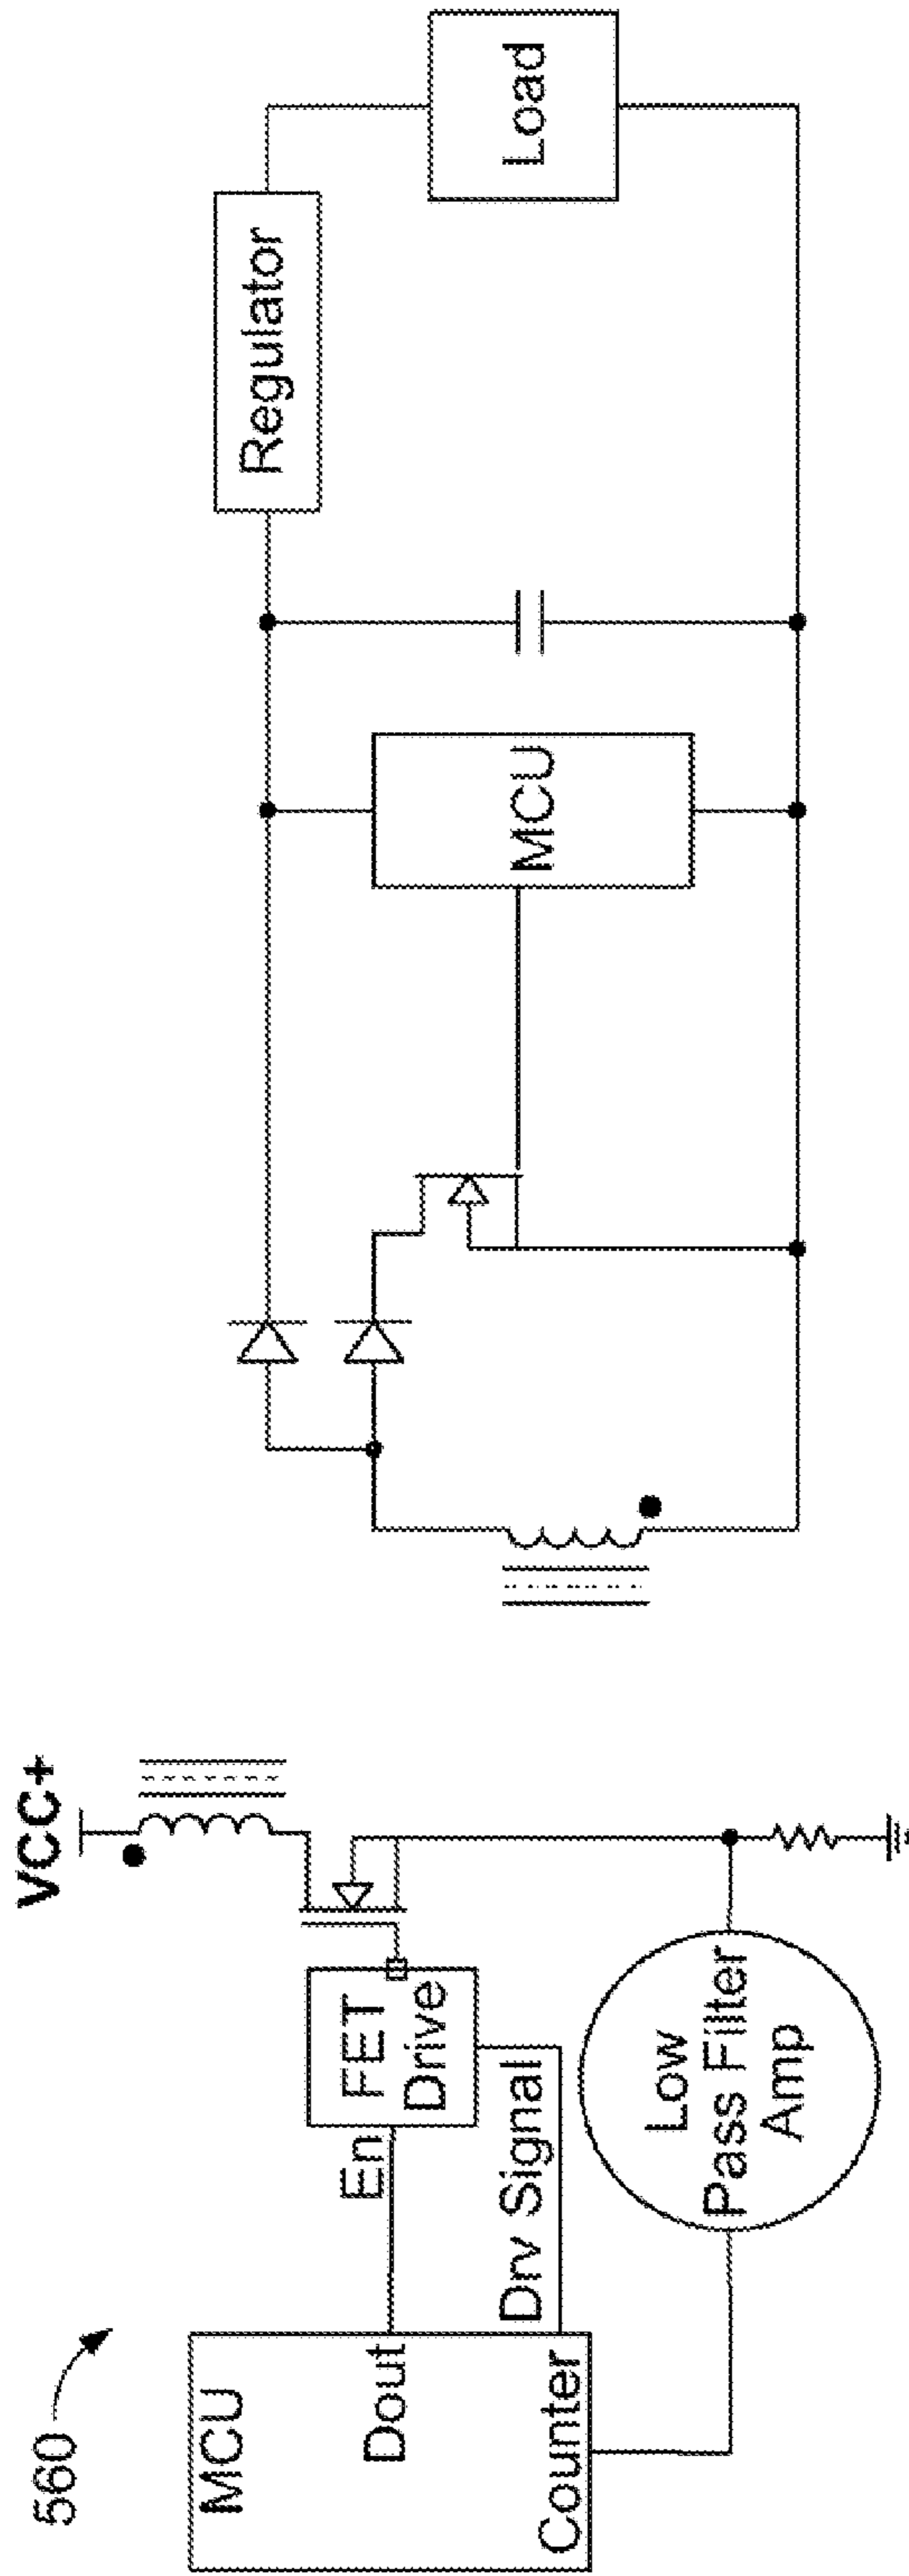 560
MCU
Dout
Counter
En
Drv Signal
FET
Drive
VCC+
Low
Pass Filter
Amp
MCU
Regulator
Load